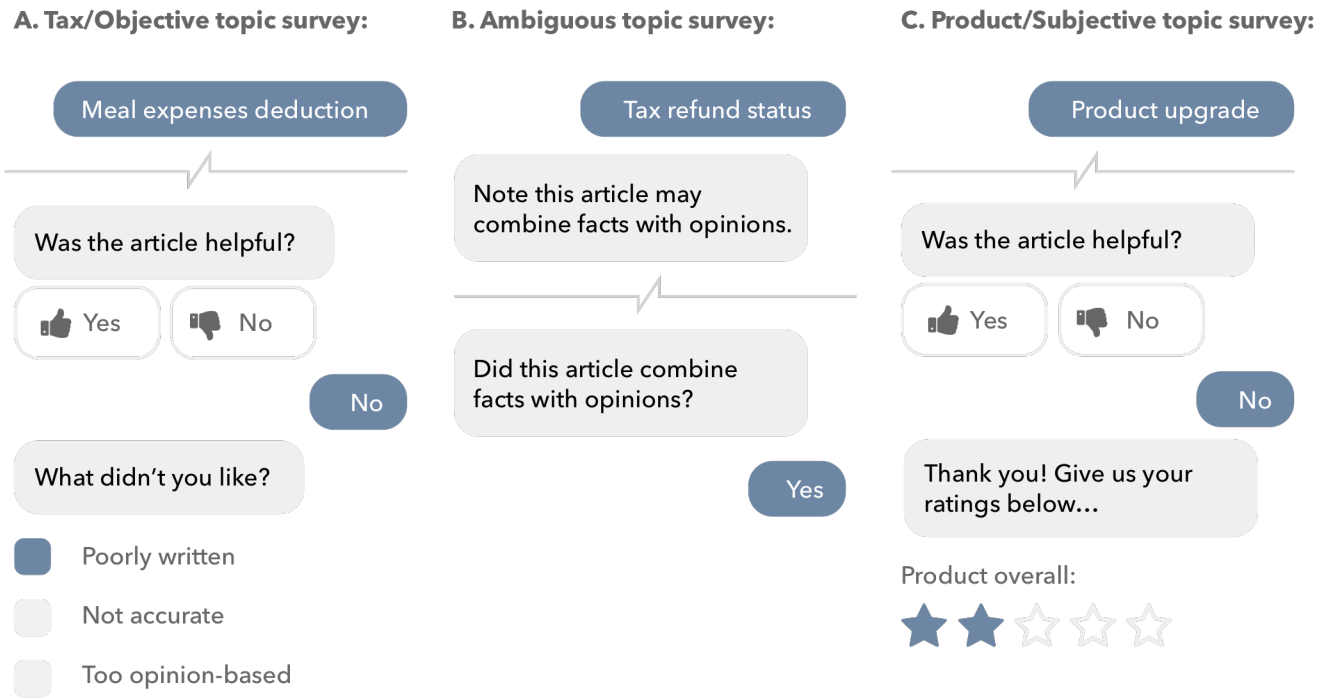 A. Tax/Objective topic survey:
Meal expenses deduction
Was the article helpful?
Yes
No
No
What didn’t you like?
Poorly written
Not accurate
Too opinion-based
B. Ambiguous topic survey:
Tax refund status
Note this article may
combine facts with opinions.
Did this article combine
facts with opinions?
Yes
C. Product/Subjective topic survey:
Product upgrade
Was the article helpful?
Yes
No
No
Thank you! Give us your
ratings below...
Product overall: